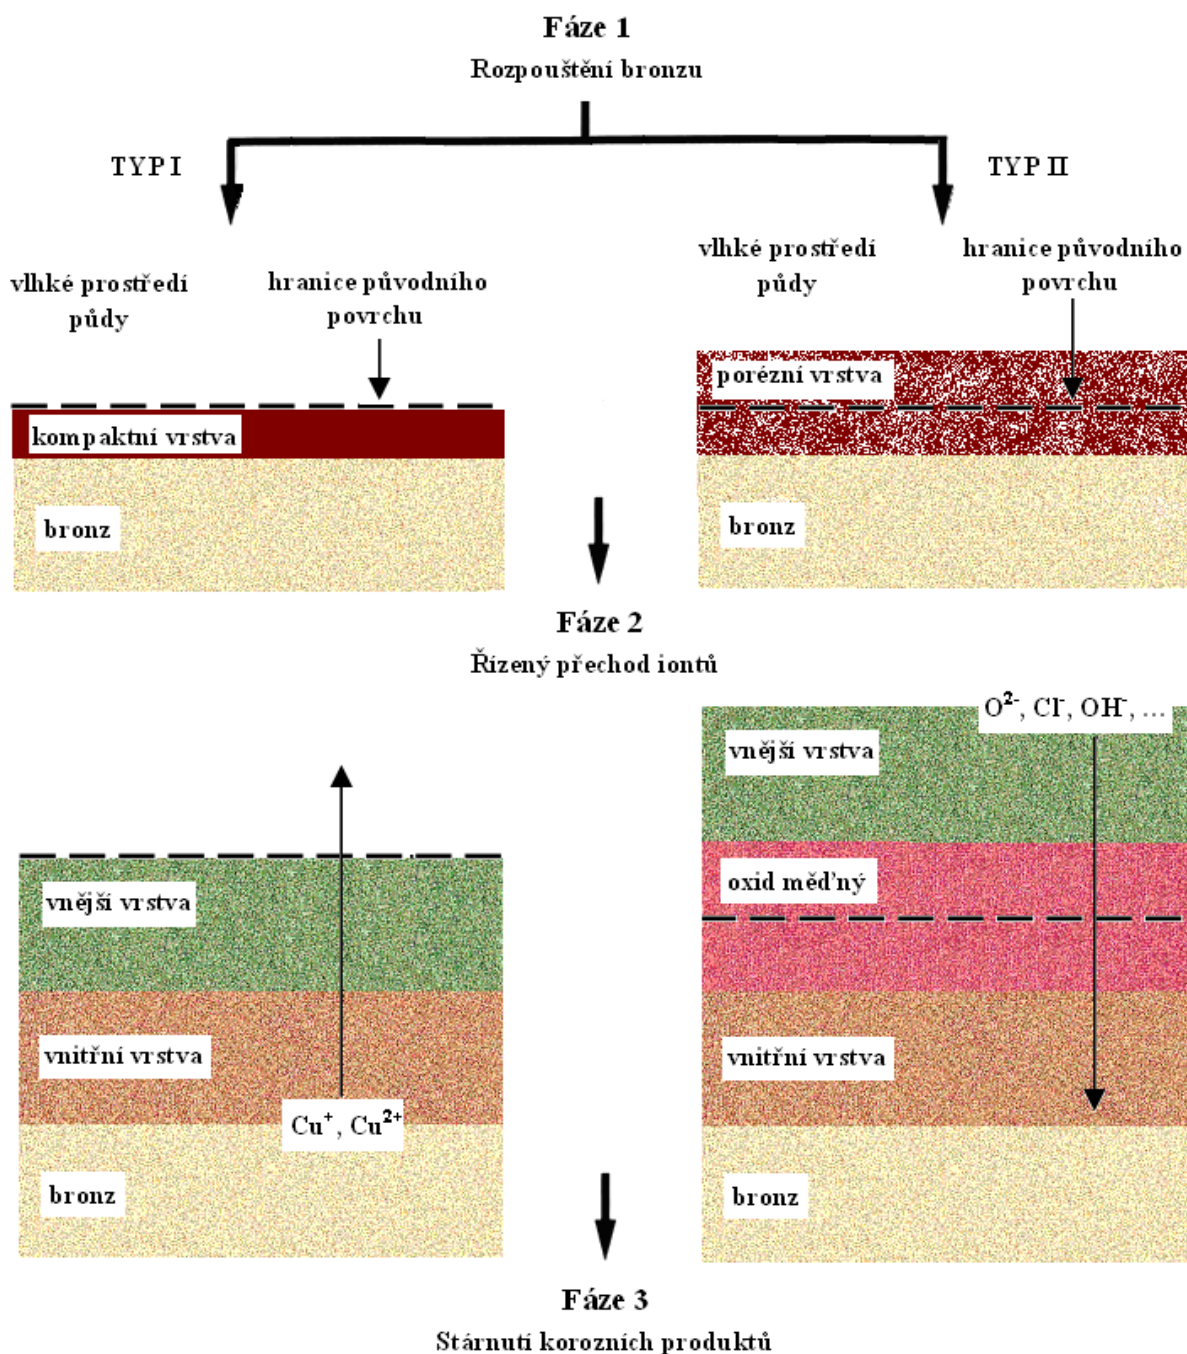 Fáze 1
Rozpouštění bronzu
TYP I
TYP II
vlhké prostředí
půdy
hranice původního
povrchu
vlhké prostředí
půdy
hranice původního
povrchu
kompaktní vrstva
bronz
porézní vrstva
bronz
Fáze 2
Řízený přechod iontů
vnější vrstva
vnitřní vrstva
Cu⁺, Cu²⁺
bronz
O²⁻, Cl⁻, OH⁻, ...
vnější vrstva
oxid měďný
vnitřní vrstva
bronz
Fáze 3
Stárnutí korozních produktů